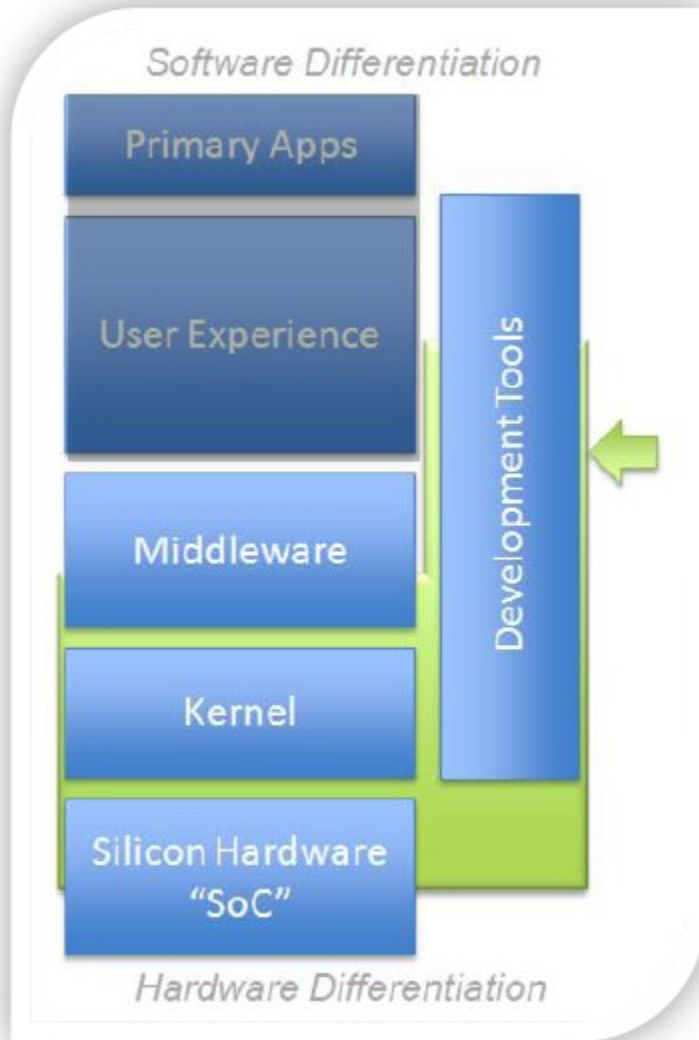 Software Differentiation
Primary Apps
User Experience
Middleware
Kernel
Silicon Hardware
“SoC”
Development Tools
Hardware Differentiation